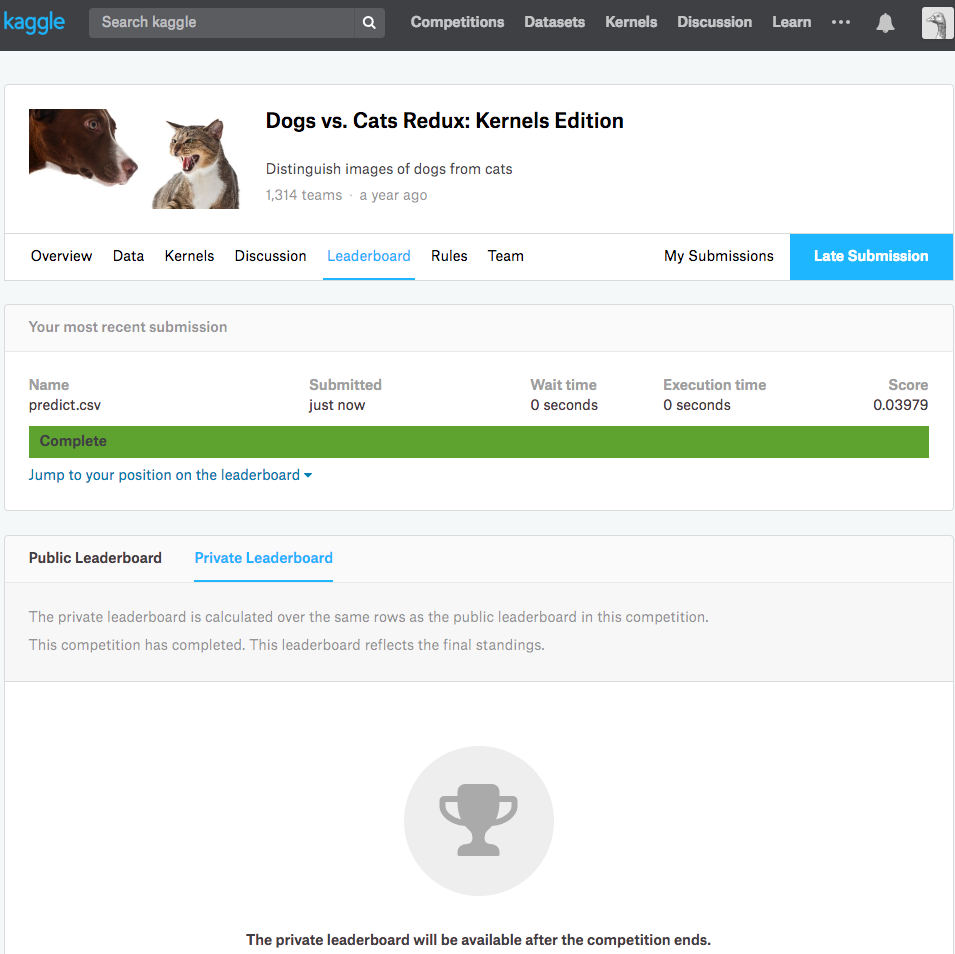 kaggle Search kaggle Competitions Datasets Kernels Discussion Learn
Dogs vs. Cats Redux: Kernels Edition
Distinguish images of dogs from cats
1,314 teams · a year ago
Overview Data Kernels Discussion Leaderboard Rules Team My Submissions Late Submission
Your most recent submission
Name Submitted Wait time Execution time Score
predict.csv just now 0 seconds 0 seconds 0.03979
Complete
Jump to your position on the leaderboard
Public Leaderboard Private Leaderboard
The private leaderboard is calculated over the same rows as the public leaderboard in this competition.
This competition has completed. This leaderboard reflects the final standings.
The private leaderboard will be available after the competition ends.